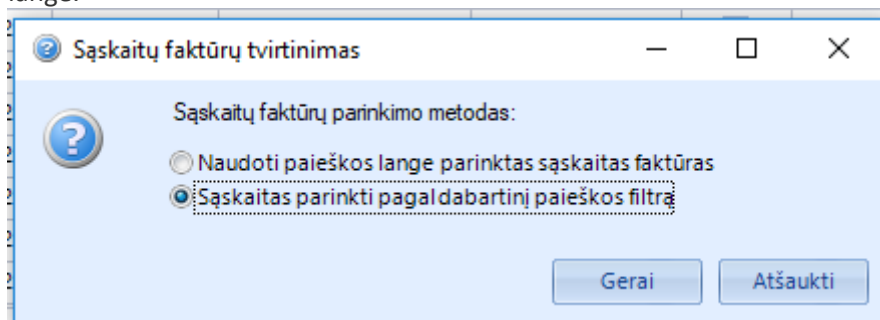 lange.
Sąskaitų faktūrų tvirtinimas
Sąskaitų faktūrų parinkimo metodas:
Naudoti paieškos lange parinktas sąskaitas faktūras
Sąskaitas parinkti pagal dabartinį paieškos filtrą
Gerai Atšaukti